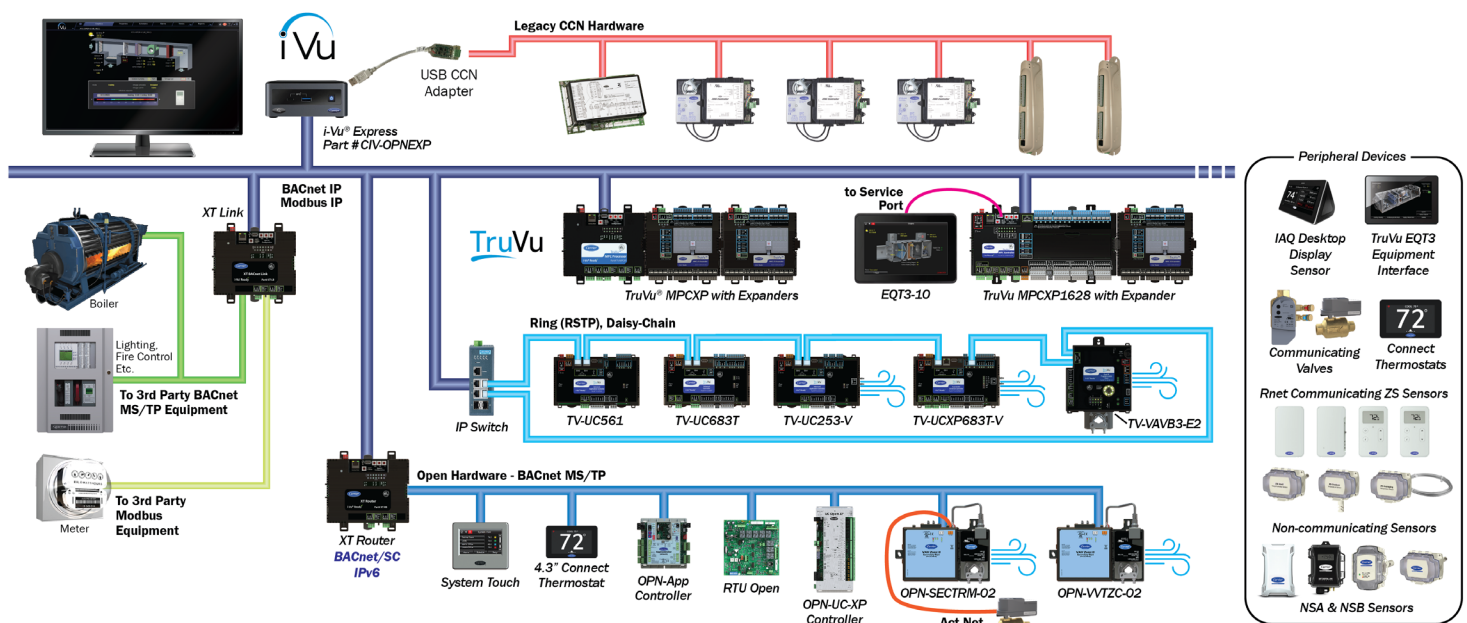 i Vu
Legacy CCN Hardware
USB CCN
Adapter
i-Vu® Express
Part # CIV-OPNEXP
BACnet IP
Modbus IP
XT Link
Boiler
Lighting,
Fire Control
Etc.
To 3rd Party BACnet
MS/TP Equipment
Meter
To 3rd Party
Modbus
Equipment
TruVu
TruVu® MPCXP with Expanders
to Service
Port
EQT3-10
TruVu MPCXP1628 with Expander
Ring (RSTP), Daisy-Chain
IP Switch
TV-UC561
TV-UC683T
TV-UC253-V
TV-UCXP683T-V
TV-VAVB3-E2
Open Hardware - BACnet MS/TP
XT Router
BACnet/SC
IPv6
System Touch
72
4.3" Connect
Thermostat
OPN-App
Controller
RTU Open
OPN-UC-XP
Controller
OPN-SECTRM-02
Act Net
OPN-VVTZC-02
Peripheral Devices
74
IAQ Desktop
Display
Sensor
TruVu EQT3
Equipment
Interface
Communicating
Valves
72°
Connect
Thermostats
Rnet Communicating ZS Sensors
Non-communicating Sensors
NSA & NSB Sensors